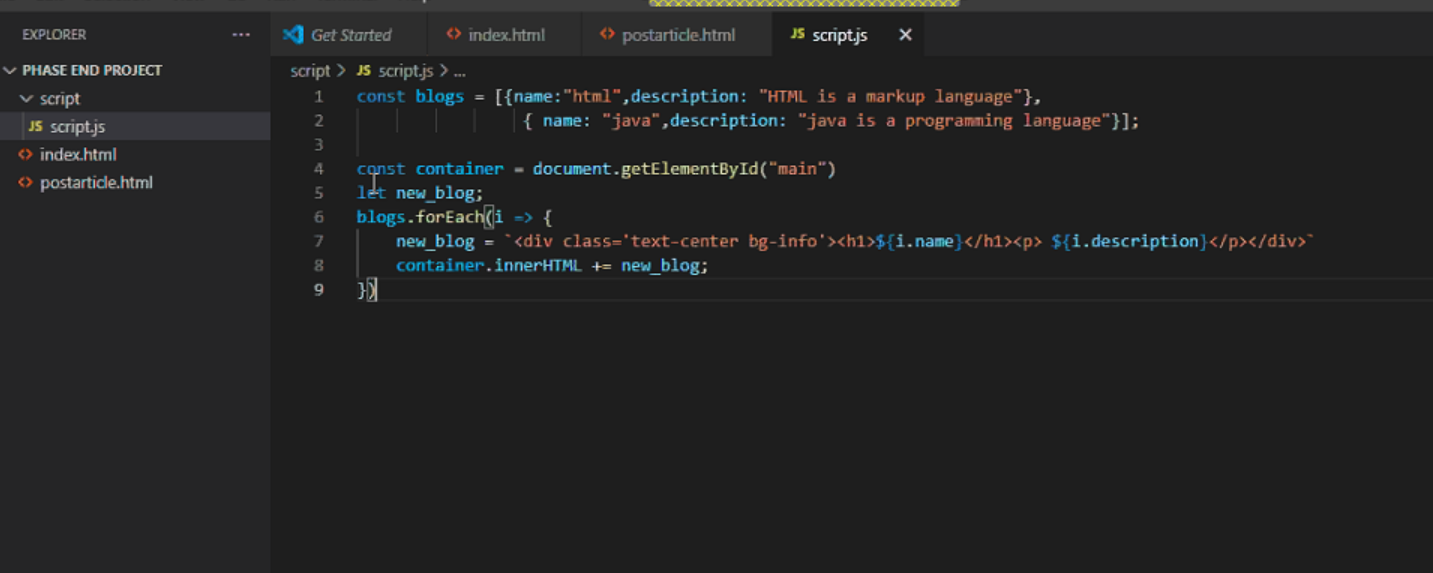 EXPLORER
PHASE END PROJECT
script
JS script.js
index.html
postarticle.html
Get Started
index.html
postarticle.html
JS script.js
script > JS script.js > ...
1 const blogs = [{name:"html",description: "HTML is a markup language"},
2 { name: "java",description: "java is a programming language"}];
3
4 const container = document.getElementById("main")
5 let new_blog;
6 blogs.forEach(i => {
7 new_blog = `<div class='text-center bg-info'><h1>${i.name}</h1><p> ${i.description}</p></div>`
8 container.innerHTML += new_blog;
9 })